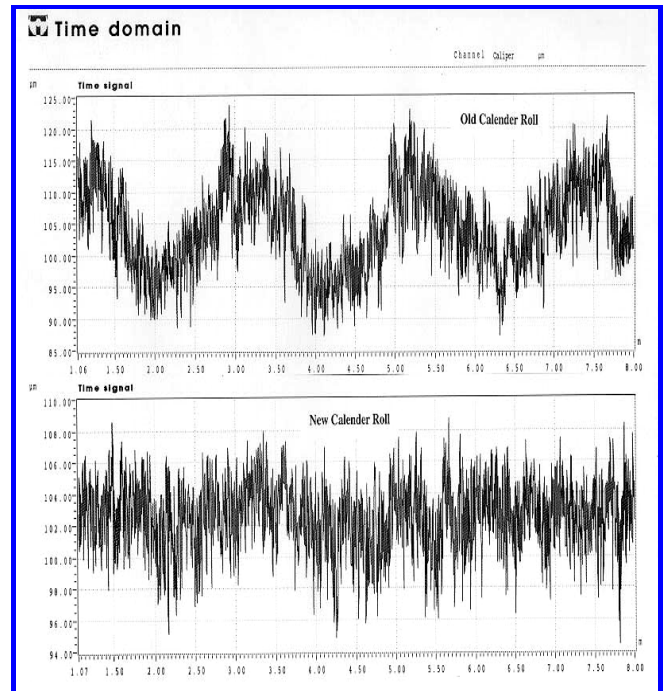 Time domain
Channel Caliper µm
µm Time signal
125.00
Old Calender Roll
120.00
115.00
110.00
105.00
100.00
95.00
90.00
m
85.00
1.06 1.50 2.00 2.50 3.00 3.50 4.00 4.50 5.00 5.50 6.00 6.50 7.00 7.50 8.00
µm Time signal
110.00
New Calender Roll
108.00
106.00
104.00
102.00
100.00
98.00
96.00
m
94.00
1.07 1.50 2.00 2.50 3.00 3.50 4.00 4.50 5.00 5.50 6.00 6.50 7.00 7.50 8.00